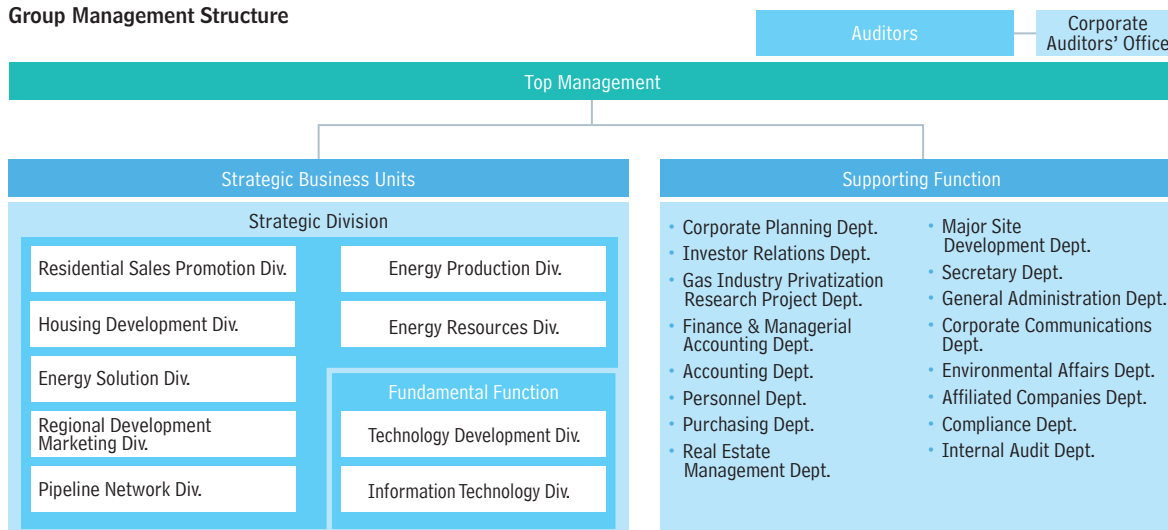 Group Management Structure
Auditors
Corporate
Auditors’ Office
Top Management
Strategic Business Units
Strategic Division
Residential Sales Promotion Div.
Housing Development Div.
Energy Solution Div.
Regional Development
Marketing Div.
Pipeline Network Div.
Energy Production Div.
Energy Resources Div.
Fundamental Function
Technology Development Div.
Information Technology Div.
Supporting Function
• Corporate Planning Dept.
• Investor Relations Dept.
• Gas Industry Privatization
Research Project Dept.
• Finance & Managerial
Accounting Dept.
• Accounting Dept.
• Personnel Dept.
• Purchasing Dept.
• Real Estate
Management Dept.
• Major Site
Development Dept.
• Secretary Dept.
• General Administration Dept.
• Corporate Communications
Dept.
• Environmental Affairs Dept.
• Affiliated Companies Dept.
• Compliance Dept.
• Internal Audit Dept.